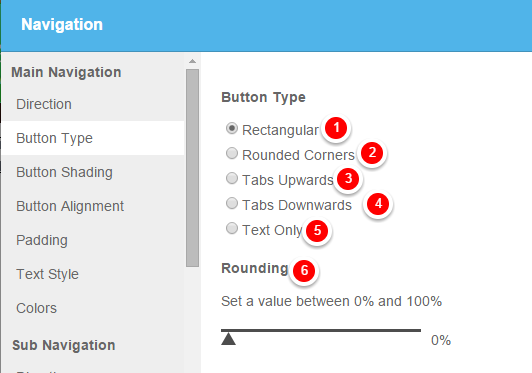 Navigation
Main Navigation
Direction
Button Type
Button Shading
Button Alignment
Padding
Text Style
Colors
Sub Navigation
Button Type
Rectangular 1
Rounded Corners 2
Tabs Upwards 3
Tabs Downwards 4
Text Only 5
Rounding 6
Set a value between 0% and 100%
0%